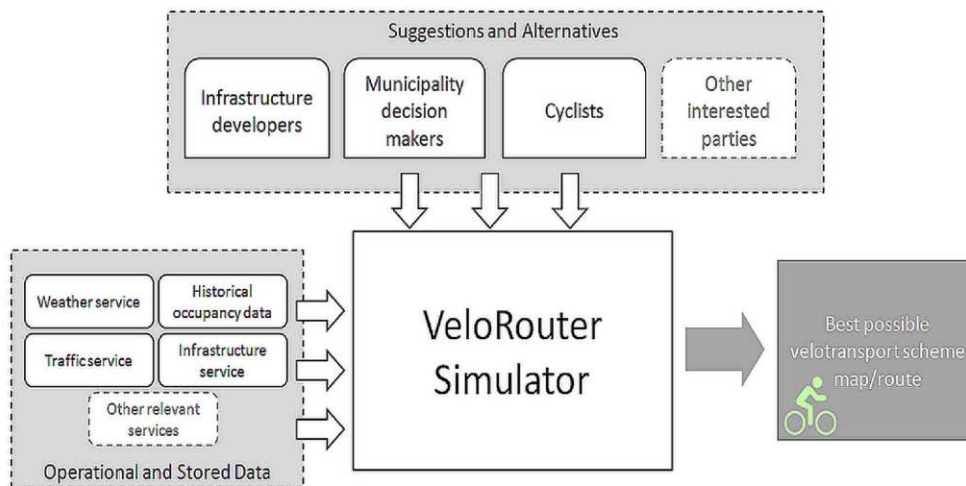 Suggestions and Alternatives
Infrastructure
developers
Municipality
decision
makers
Cyclists
Other
interested
parties
Weather service
Historical
occupancy data
Traffic service
Infrastructure
service
Other relevant
services
Operational and Stored Data
VeloRouter
Simulator
Best possible
velotransport scheme
map/route